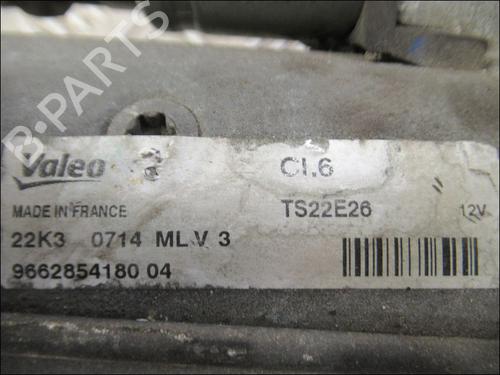 B-PARTS
Valeo
CI.6
MADE IN FRANCE
TS22E26
12V
22K3 0714 MLV 3
9662854180 04